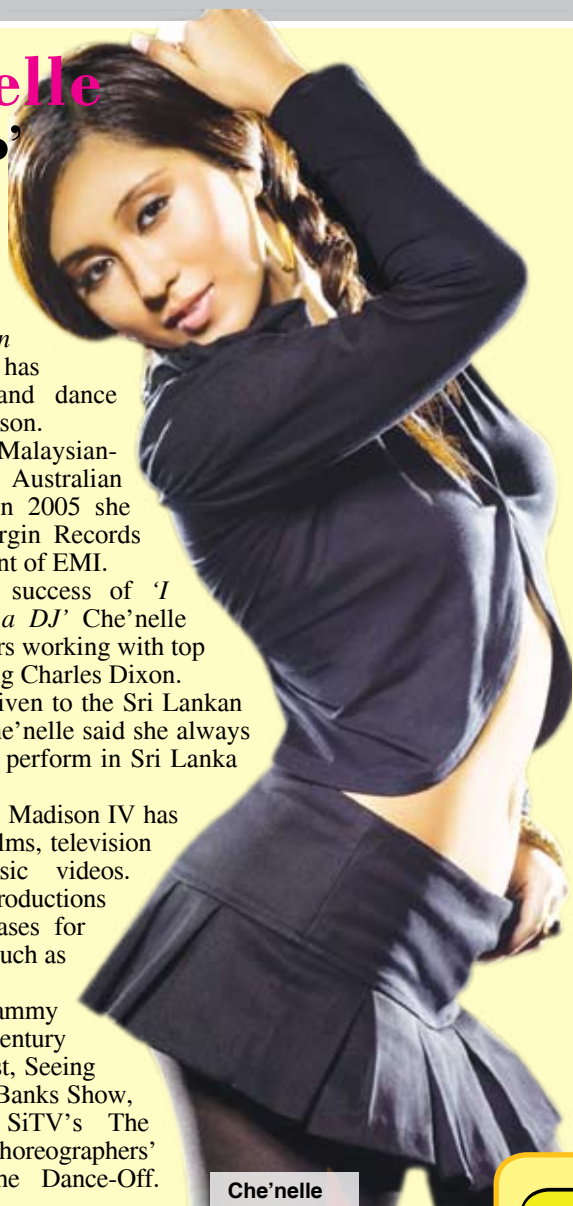 elle
’
n
has
and dance
son.
Malaysian-
Australian
n 2005 she
rgin Records
nt of EMI.
success of ‘I
a DJ’ Che’nelle
rs working with top
g Charles Dixon.
iven to the Sri Lankan
he’nelle said she always
perform in Sri Lanka
Madison IV has
lms, television
sic videos.
roductions
ases for
uch as
ammy
entury
st, Seeing
Banks Show,
SiTV's The
horeographers’
he Dance-Off.
Che’nelle